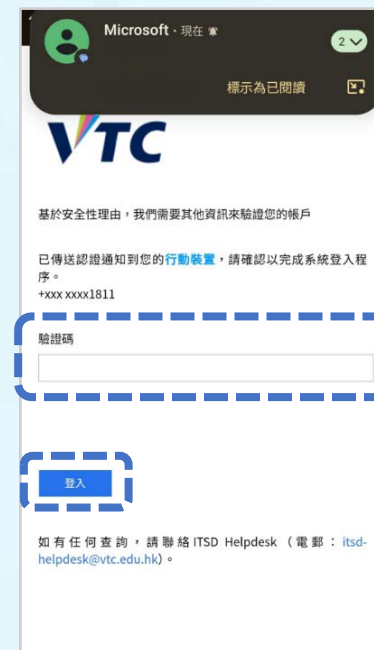 Microsoft · 現在
2
標示為已閱讀
VTC
基於安全性理由，我們需要其他資訊來驗證您的帳戶
已傳送認證通知到您的行動裝置，請確認以完成系統登入程
序。
+xxx xxxx1811
驗證碼
登入
如有任何查詢，請聯絡ITSD Helpdesk （電郵：itsd-
helpdesk@vtc.edu.hk）。